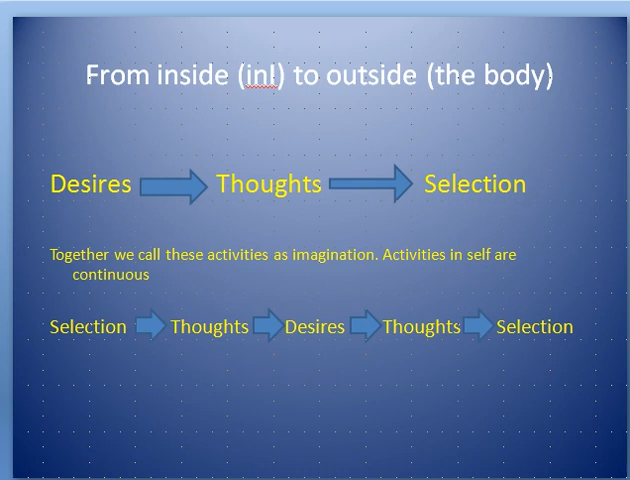 From inside (inI) to outside (the body)
Desires Thoughts Selection
Together we call these activities as imagination. Activities in self are
continuous
Selection Thoughts Desires Thoughts Selection